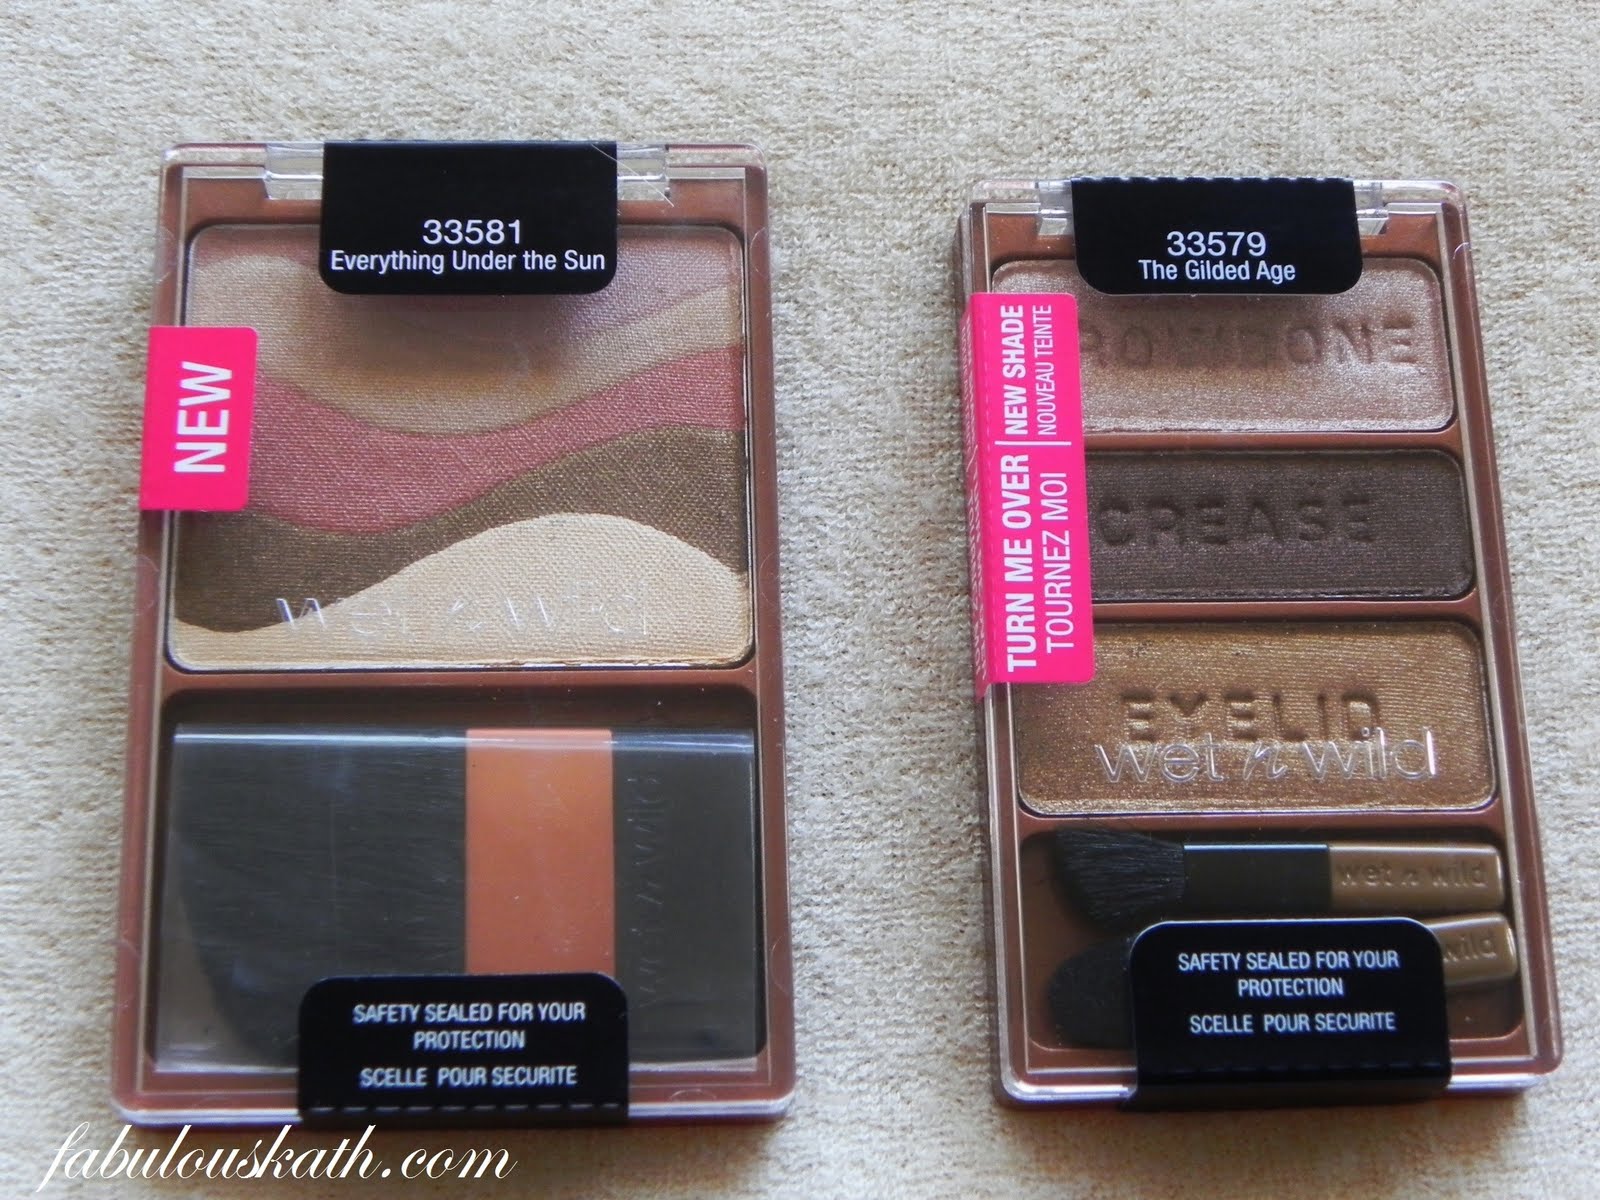 33581
Everything Under the Sun
NEW
wet n wild
wet n wild
SAFETY SEALED FOR YOUR
PROTECTION
SCELLE POUR SECURITE
33579
The Gilded Age
TURN ME OVER | NEW SHADE
TOURNEZ MOI | NOUVEAU TEINTE
CREASE
EYELID
wet n wild
wet n wild
wild
SAFETY SEALED FOR YOUR
PROTECTION
SCELLE POUR SECURITE
fabulouskath.com